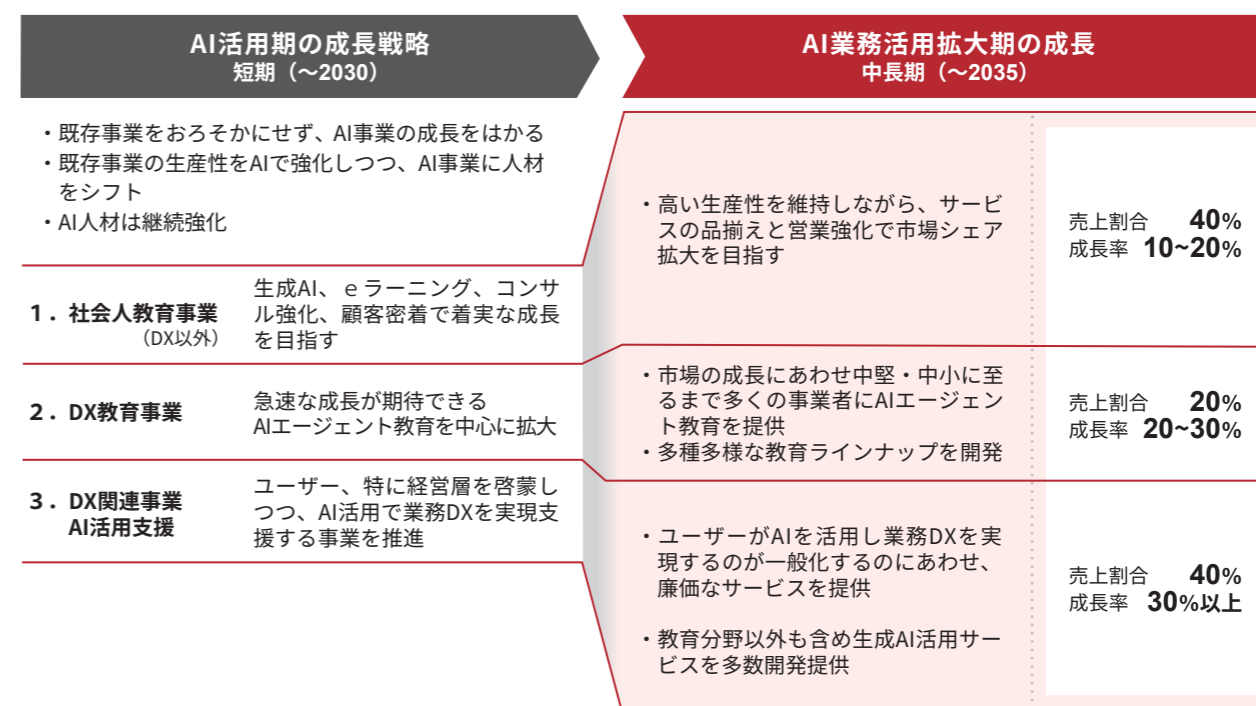 AI活用期の成長戦略
短期（～2030）
・既存事業をおろそかにせず、AI事業の成長をはかる
・既存事業の生産性をAIで強化しつつ、AI事業に人材
をシフト
・AI人材は継続強化
1．社会人教育事業
（DX以外）
生成AI、ｅラーニング、コンサ
ル強化、顧客密着で着実な成長
を目指す
2．DX教育事業
急速な成長が期待できる
AIエージェント教育を中心に拡大
3．DX関連事業
AI活用支援
ユーザー、特に経営層を啓蒙し
つつ、AI活用で業務DXを実現支
援する事業を推進
AI業務活用拡大期の成長
中長期（～2035）
・高い生産性を維持しながら、サービ
スの品揃えと営業強化で市場シェア
拡大を目指す
売上割合 40%
成長率 10~20%
・市場の成長にあわせ中堅・中小に至
るまで多くの事業者にAIエージェン
ト教育を提供
・多種多様な教育ラインナップを開発
売上割合 20%
成長率 20~30%
・ユーザーがAIを活用し業務DXを実
現するのが一般化するのにあわせ、
廉価なサービスを提供
・教育分野以外も含め生成AI活用サー
ビスを多数開発提供
売上割合 40%
成長率 30%以上